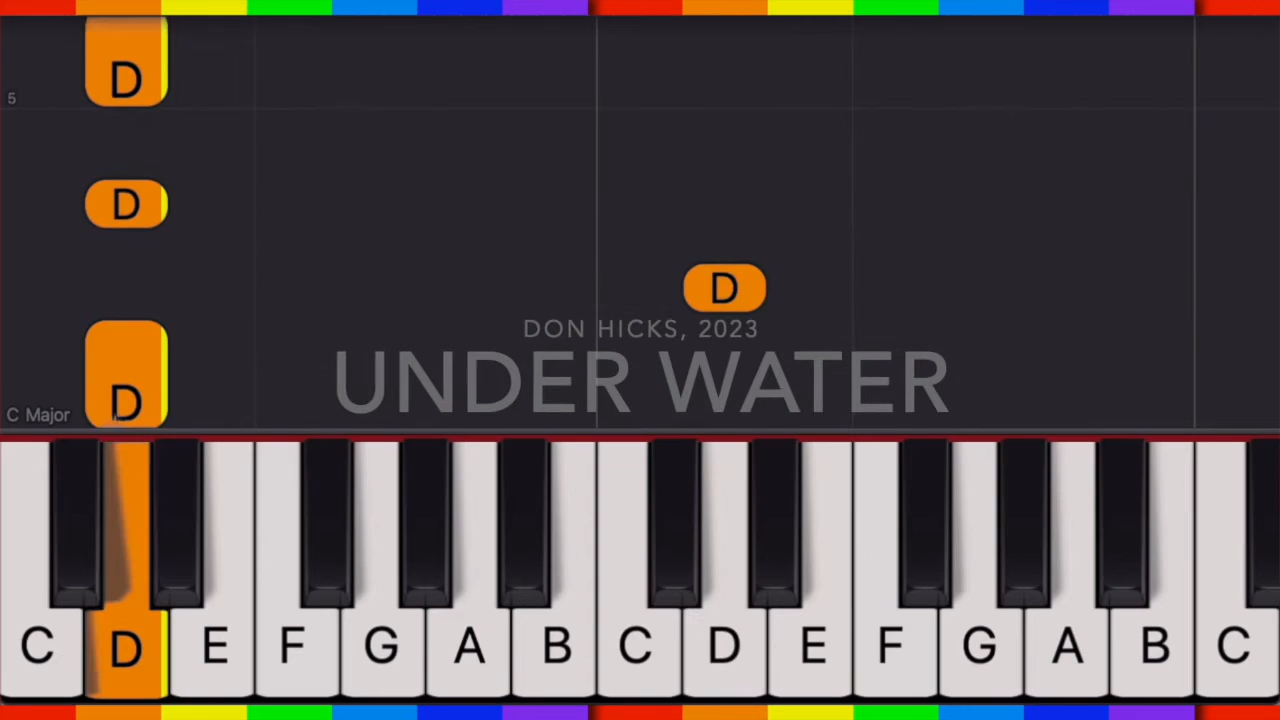 D
5
D
D
DON HICKS, 2023
UNDER WATER
D
C Major
C D E F G A B C D E F G A B C